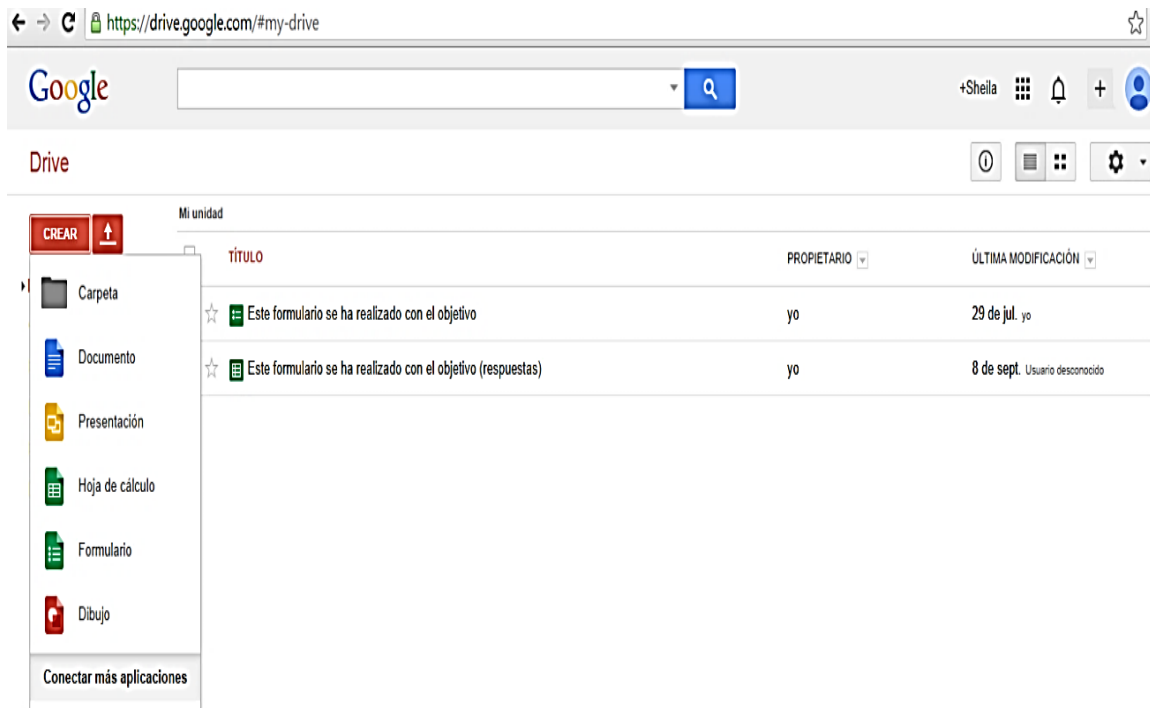 https://drive.google.com/#my-drive
Google
+Sheila
Drive
CREAR
Mi unidad
TÍTULO PROPIETARIO ÚLTIMA MODIFICACIÓN
Carpeta
Este formulario se ha realizado con el objetivo yo 29 de jul. yo
Documento
Este formulario se ha realizado con el objetivo (respuestas) yo 8 de sept. Usuario desconocido
Presentación
Hoja de cálculo
Formulario
Dibujo
Conectar más aplicaciones